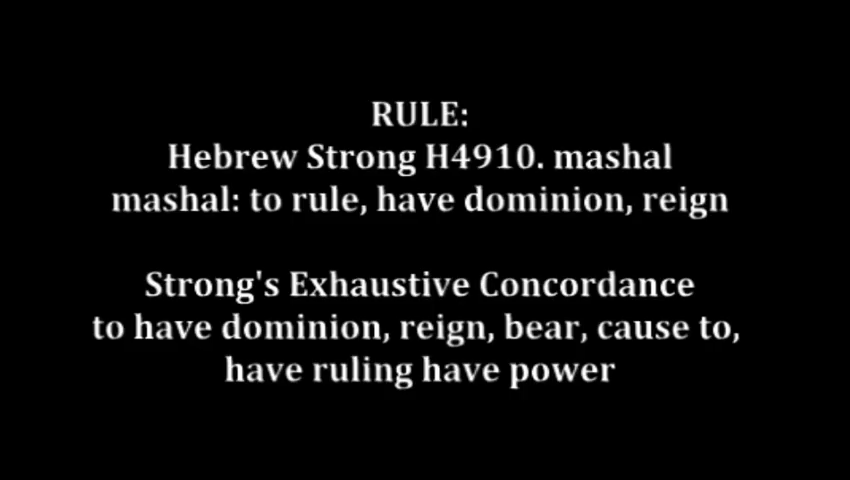 RULE:
Hebrew Strong H4910. mashal
mashal: to rule, have dominion, reign
Strong's Exhaustive Concordance
to have dominion, reign, bear, cause to,
have ruling have power